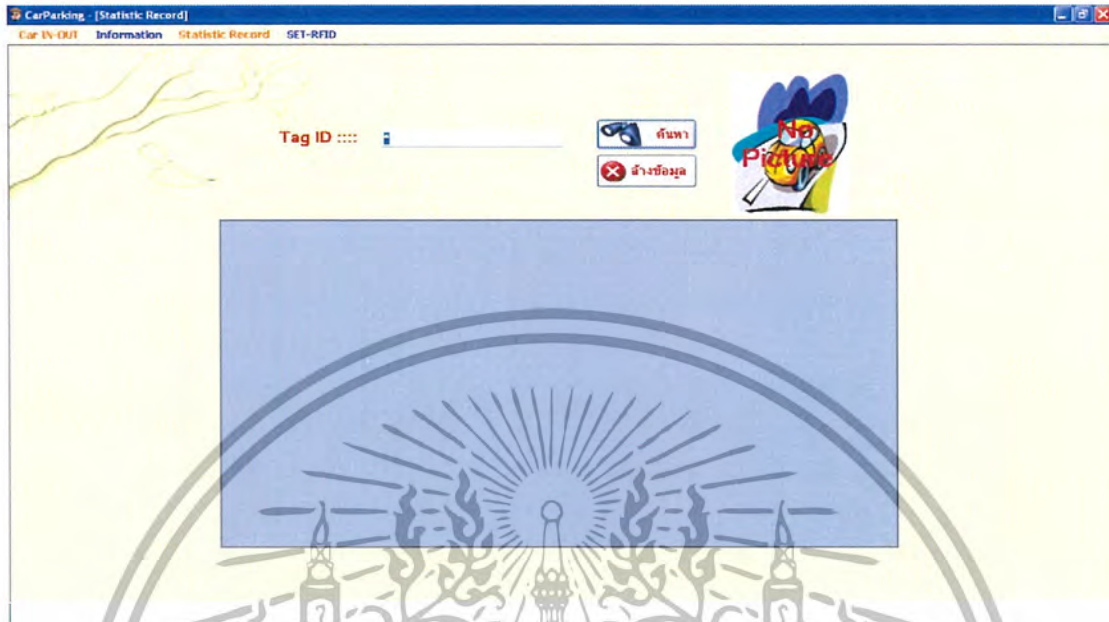 CarParking - [Statistic Record]
Car IN-OUT Information Statistic Record SET-RFID
Tag ID ::::
ค้นหา
ล้างข้อมูล
No
Picture